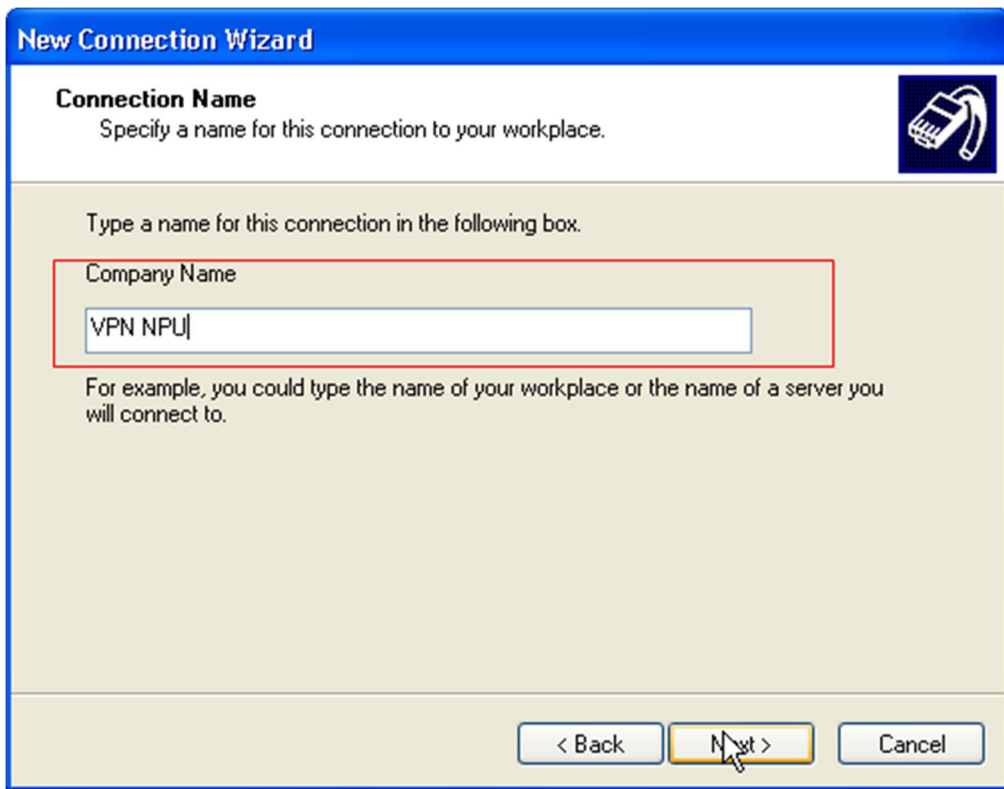 New Connection Wizard
Connection Name
Specify a name for this connection to your workplace.
Type a name for this connection in the following box.
Company Name
VPN NPU
For example, you could type the name of your workplace or the name of a server you
will connect to.
< Back
Next >
Cancel